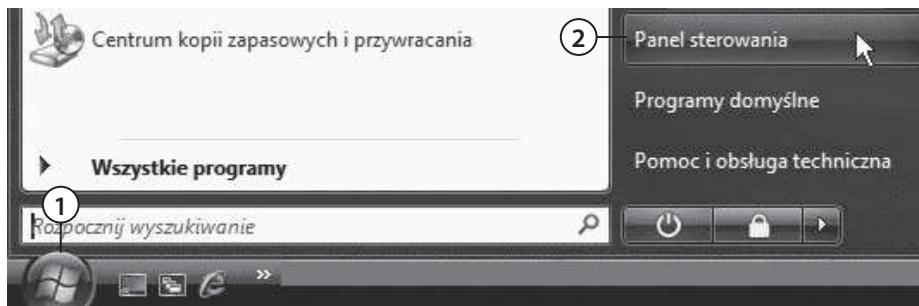 Centrum kopii zapasowych i przywracania
2
Panel sterowania
Programy domyślne
Wszystkie programy
Pomoc i obsługa techniczna
1
Rozpocznij wyszukiwanie
»